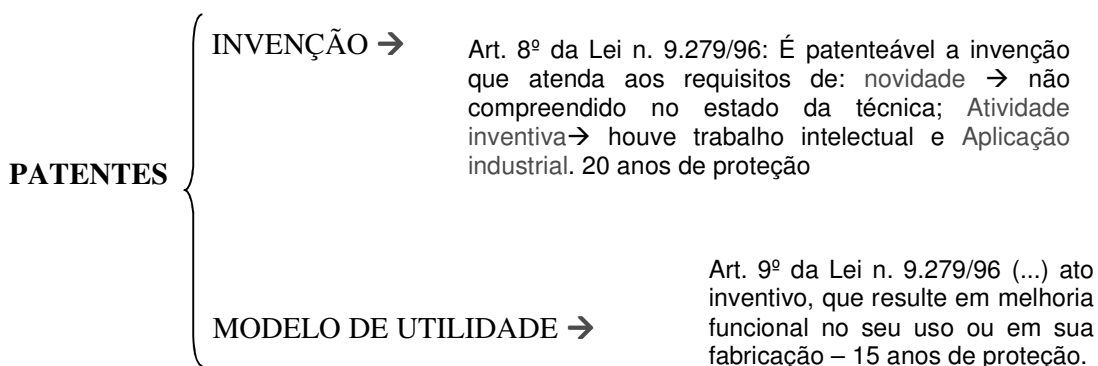 INVENÇÃO →
Art. 8º da Lei n. 9.279/96: É patenteável a invenção
que atenda aos requisitos de: novidade → não
compreendido no estado da técnica; Atividade
inventiva→ houve trabalho intelectual e Aplicação
industrial. 20 anos de proteção
PATENTES
MODELO DE UTILIDADE →
Art. 9º da Lei n. 9.279/96 (...) ato
inventivo, que resulte em melhoria
funcional no seu uso ou em sua
fabricação – 15 anos de proteção.